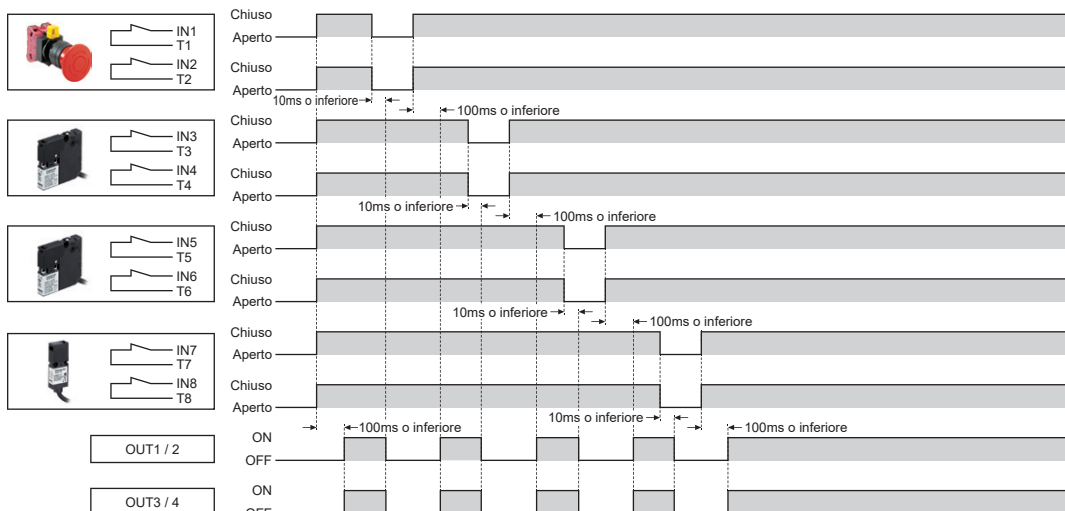 Chiuso
Aperto
IN1
T1
IN2
T2
Chiuso
Aperto
10ms o inferiore
100ms o inferiore
Chiuso
Aperto
IN3
T3
IN4
T4
Chiuso
Aperto
10ms o inferiore
100ms o inferiore
Chiuso
Aperto
IN5
T5
IN6
T6
Chiuso
Aperto
10ms o inferiore
100ms o inferiore
Chiuso
Aperto
IN7
T7
IN8
T8
Chiuso
Aperto
100ms o inferiore
10ms o inferiore
100ms o inferiore
OUT1 / 2
ON
OFF
OUT3 / 4
ON
OFF